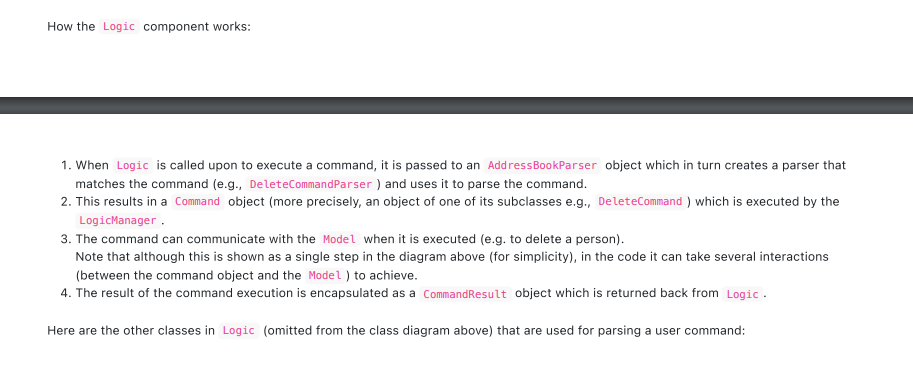 How the Logic component works:
1. When Logic is called upon to execute a command, it is passed to an AddressBookParser object which in turn creates a parser that
matches the command (e.g., DeleteCommandParser ) and uses it to parse the command.
2. This results in a Command object (more precisely, an object of one of its subclasses e.g., DeleteCommand ) which is executed by the
LogicManager .
3. The command can communicate with the Model when it is executed (e.g. to delete a person).
Note that although this is shown as a single step in the diagram above (for simplicity), in the code it can take several interactions
(between the command object and the Model ) to achieve.
4. The result of the command execution is encapsulated as a CommandResult object which is returned back from Logic .
Here are the other classes in Logic (omitted from the class diagram above) that are used for parsing a user command: